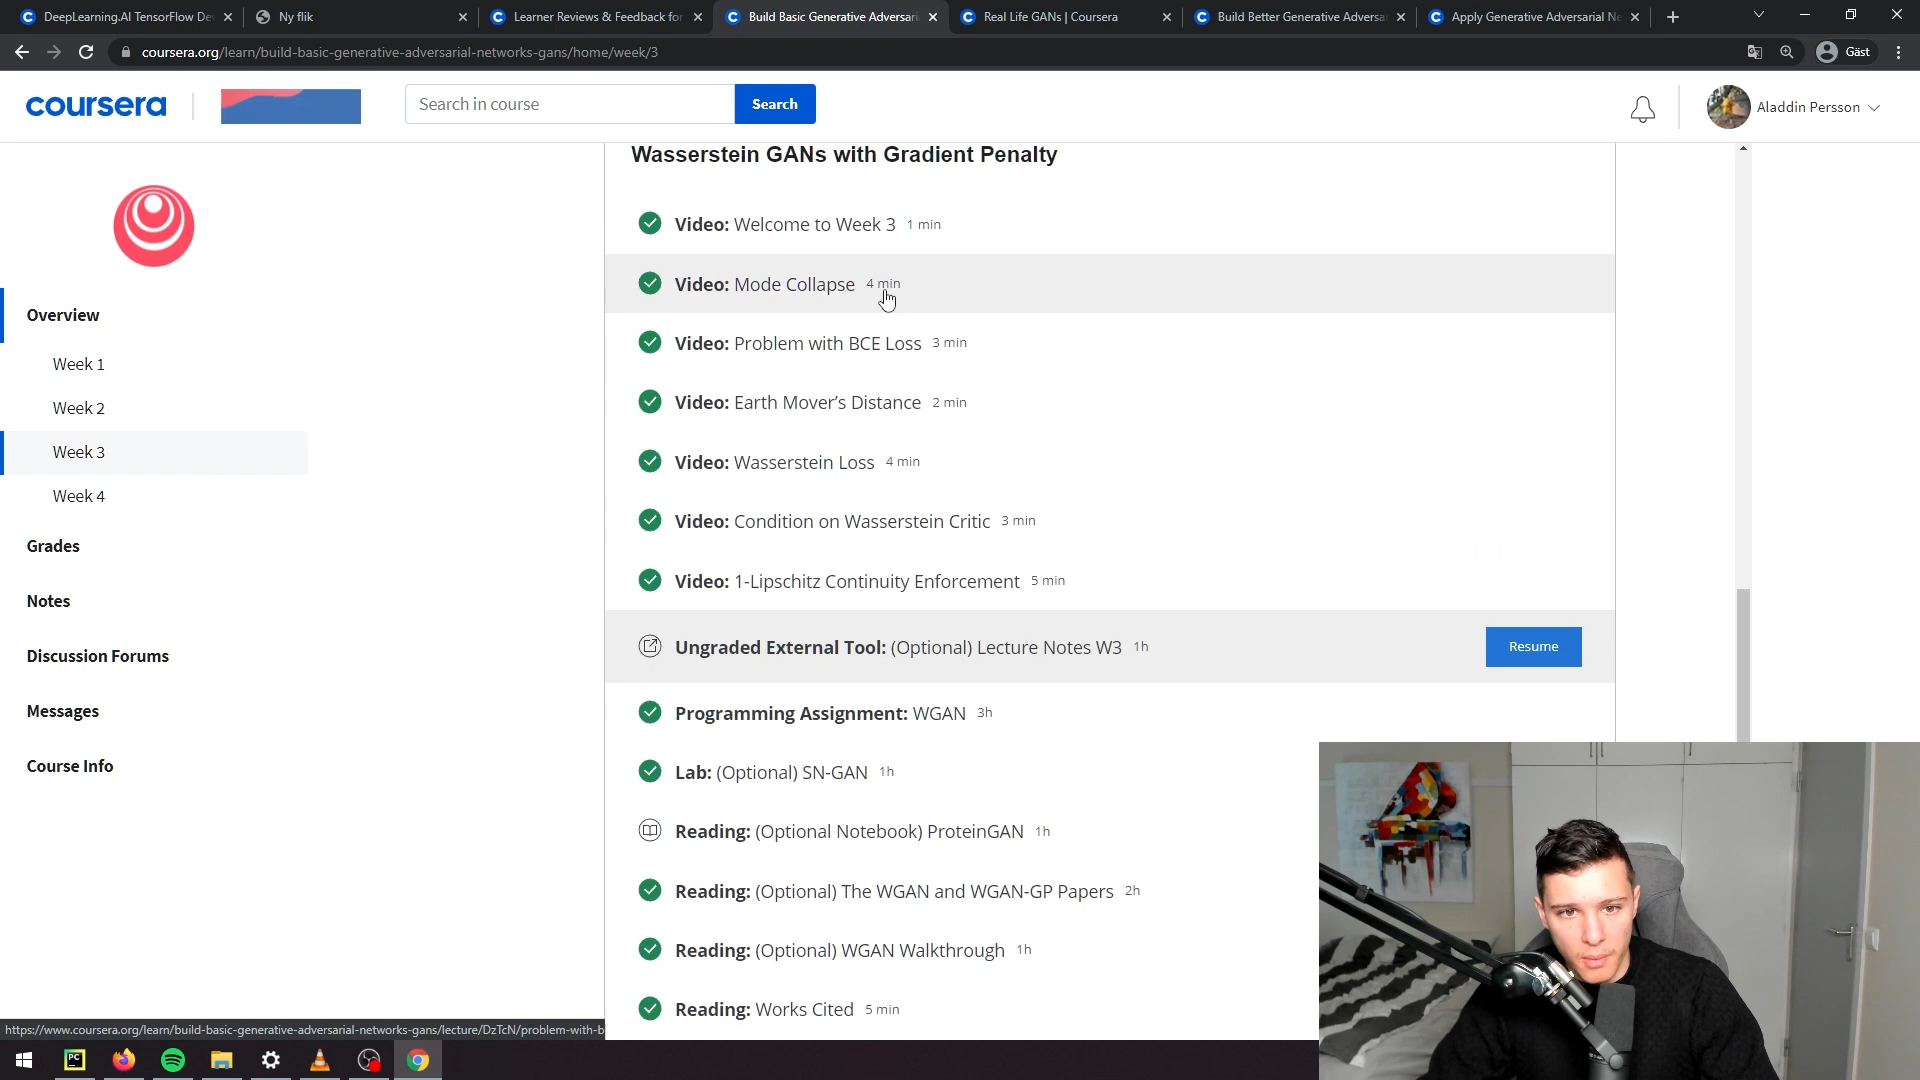 DeepLearning.AI TensorFlow De
Ny flik
Learner Reviews & Feedback for
Build Basic Generative Adversari
Real Life GANs | Coursera
Build Better Generative Adversa
Apply Generative Adversarial Ne
coursera.org/learn/build-basic-generative-adversarial-networks-gans/home/week/3
Gäst
coursera
Search in course
Search
Aladdin Persson
Overview
Week 1
Week 2
Week 3
Week 4
Grades
Notes
Discussion Forums
Messages
Course Info
Wasserstein GANs with Gradient Penalty
Video: Welcome to Week 3 1 min
Video: Mode Collapse 4 min
Video: Problem with BCE Loss 3 min
Video: Earth Mover’s Distance 2 min
Video: Wasserstein Loss 4 min
Video: Condition on Wasserstein Critic 3 min
Video: 1-Lipschitz Continuity Enforcement 5 min
Ungraded External Tool: (Optional) Lecture Notes W3 1h
Resume
Programming Assignment: WGAN 3h
Lab: (Optional) SN-GAN 1h
Reading: (Optional Notebook) ProteinGAN 1h
Reading: (Optional) The WGAN and WGAN-GP Papers 2h
Reading: (Optional) WGAN Walkthrough 1h
Reading: Works Cited 5 min
https://www.coursera.org/learn/build-basic-generative-adversarial-networks-gans/lecture/DzTcN/problem-with-b
PC